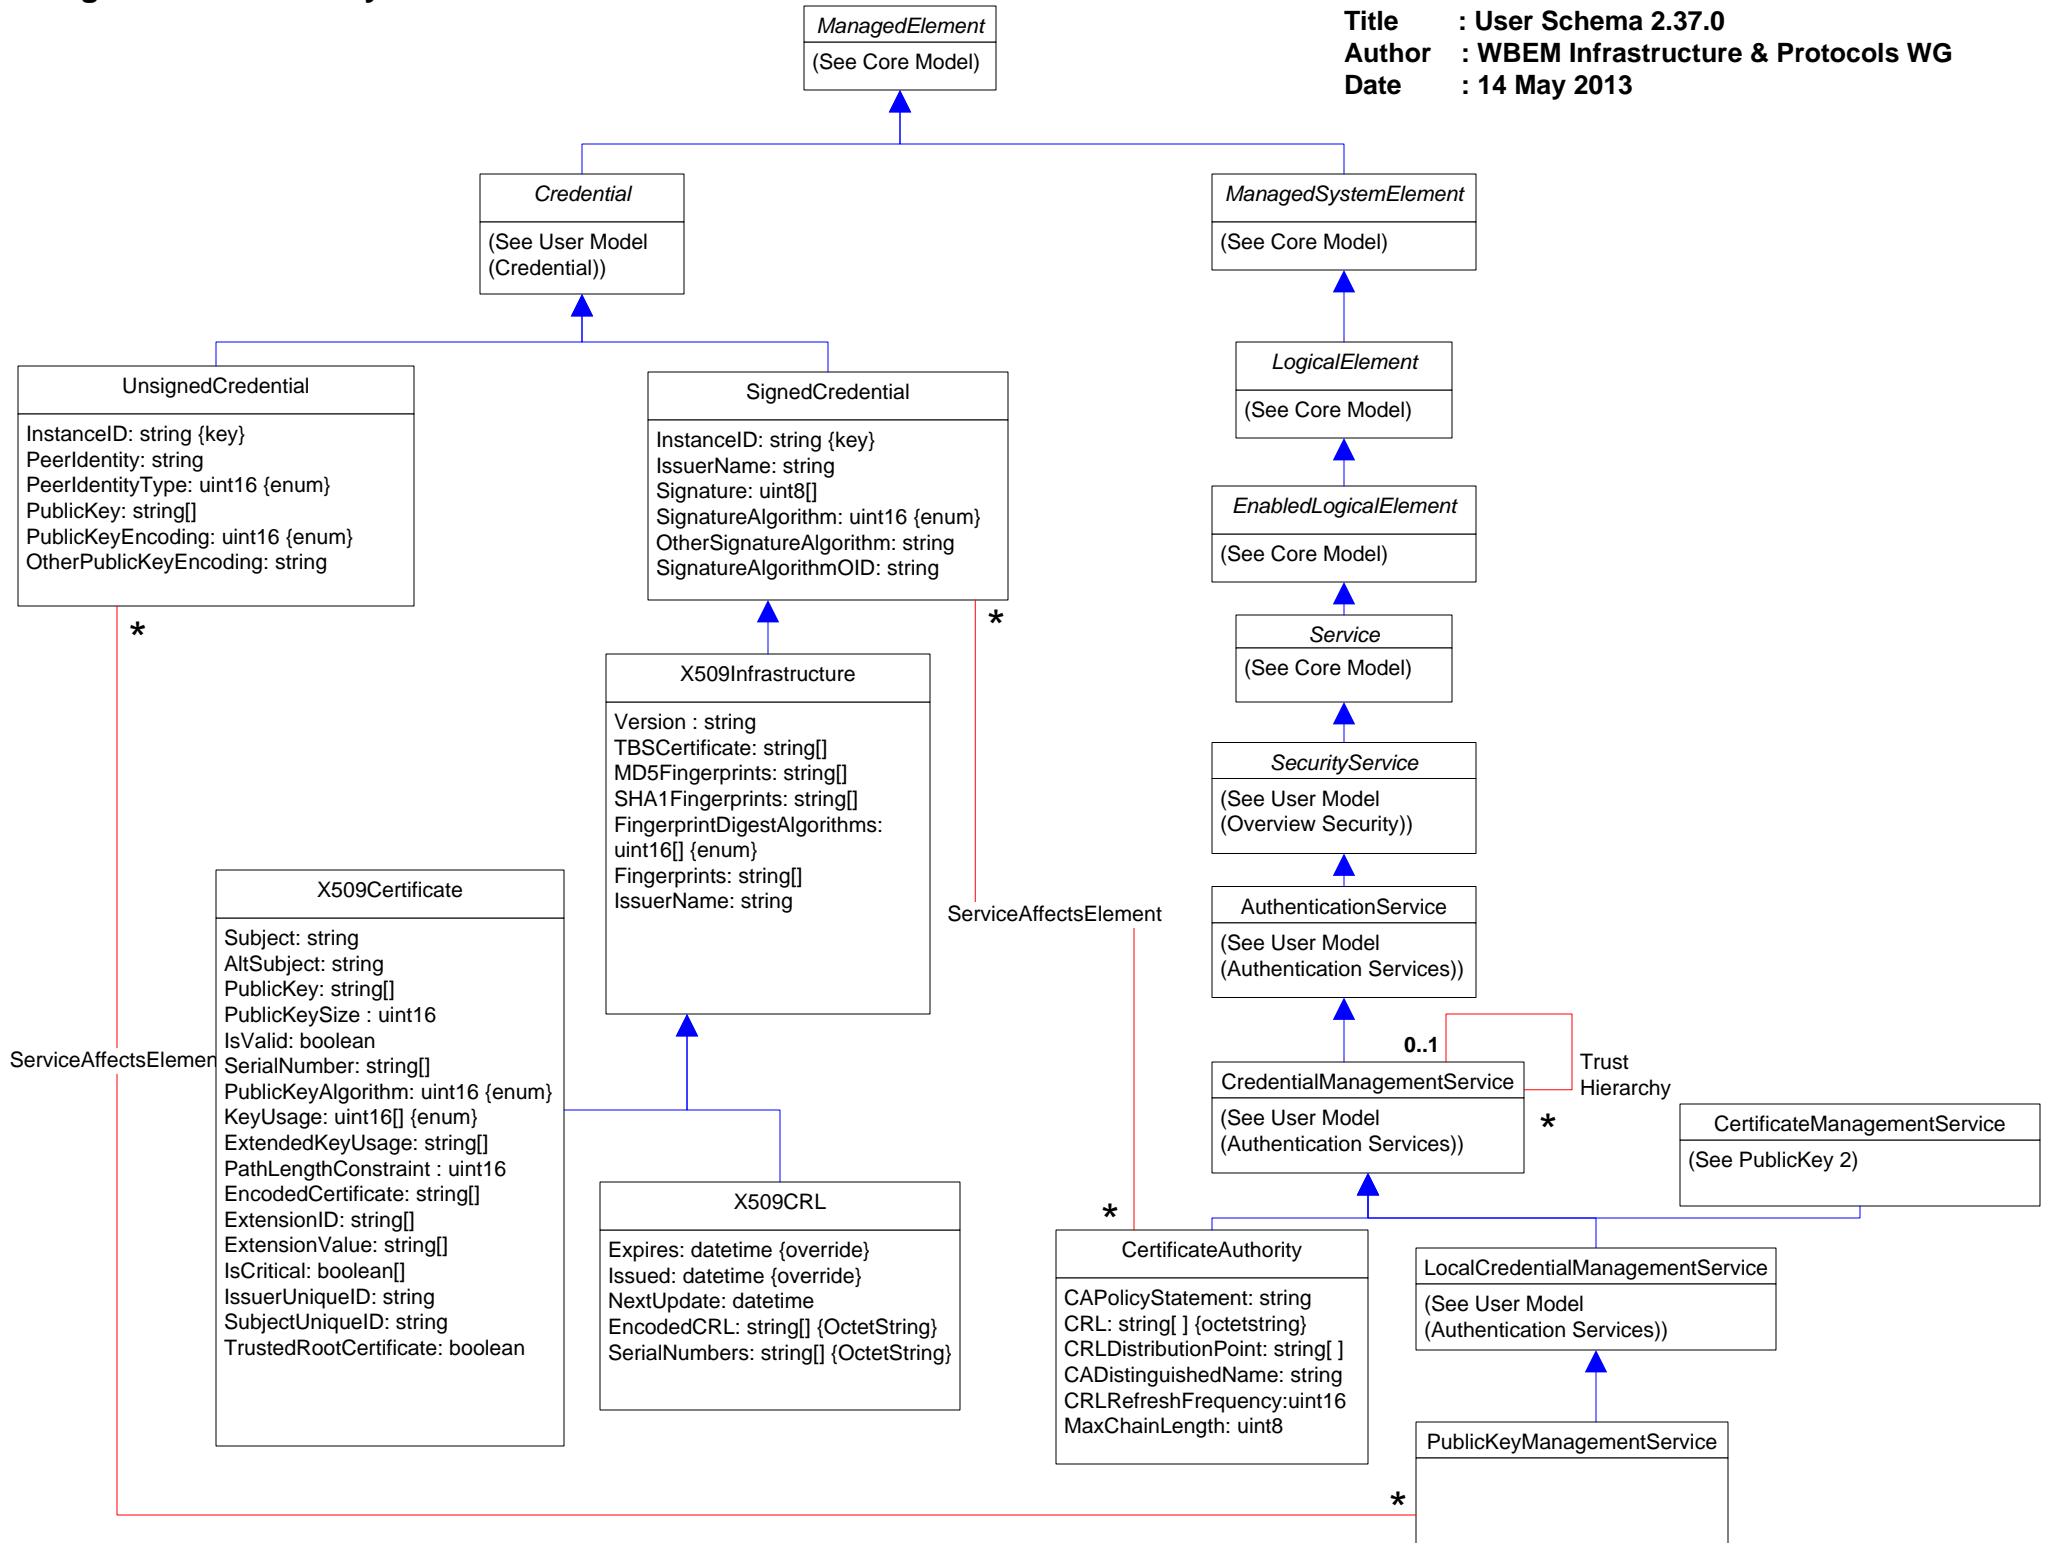 Title : User Schema 2.37.0
Author : WBEM Infrastructure & Protocols WG
Date : 14 May 2013
ManagedElement
(See Core Model)
Credential
(See User Model
(Credential))
ManagedSystemElement
(See Core Model)
LogicalElement
(See Core Model)
EnabledLogicalElement
(See Core Model)
Service
(See Core Model)
SecurityService
(See User Model
(Overview Security))
AuthenticationService
(See User Model
(Authentication Services))
UnsignedCredential
InstanceID: string {key}
PeerIdentity: string
PeerIdentityType: uint16 {enum}
PublicKey: string[]
PublicKeyEncoding: uint16 {enum}
OtherPublicKeyEncoding: string
*
SignedCredential
InstanceID: string {key}
IssuerName: string
Signature: uint8[]
SignatureAlgorithm: uint16 {enum}
OtherSignatureAlgorithm: string
SignatureAlgorithmOID: string
*
X509Infrastructure
Version : string
TBSCertificate: string[]
MD5Fingerprints: string[]
SHA1Fingerprints: string[]
FingerprintDigestAlgorithms:
uint16[] {enum}
Fingerprints: string[]
IssuerName: string
ServiceAffectsElement
ServiceAffectsElemen
X509Certificate
Subject: string
AltSubject: string
PublicKey: string[]
PublicKeySize : uint16
IsValid: boolean
SerialNumber: string[]
PublicKeyAlgorithm: uint16 {enum}
KeyUsage: uint16[] {enum}
ExtendedKeyUsage: string[]
PathLengthConstraint : uint16
EncodedCertificate: string[]
ExtensionID: string[]
ExtensionValue: string[]
IsCritical: boolean[]
IssuerUniqueID: string
SubjectUniqueID: string
TrustedRootCertificate: boolean
X509CRL
Expires: datetime {override}
Issued: datetime {override}
NextUpdate: datetime
EncodedCRL: string[] {OctetString}
SerialNumbers: string[] {OctetString}
0..1
Trust
Hierarchy
CredentialManagementService
(See User Model
(Authentication Services))
*
CertificateManagementService
(See PublicKey 2)
*
CertificateAuthority
CAPolicyStatement: string
CRL: string[ ] {octetstring}
CRLDistributionPoint: string[ ]
CADistinguishedName: string
CRLRefreshFrequency:uint16
MaxChainLength: uint8
LocalCredentialManagementService
(See User Model
(Authentication Services))
PublicKeyManagementService
*